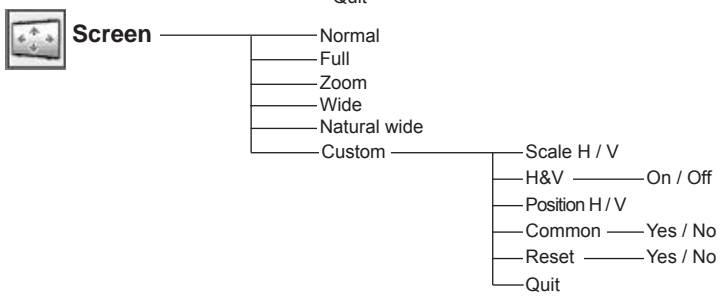 Quit
Screen
Normal
Full
Zoom
Wide
Natural wide
Custom
Scale H / V
H&V On / Off
Position H / V
Common Yes / No
Reset Yes / No
Quit